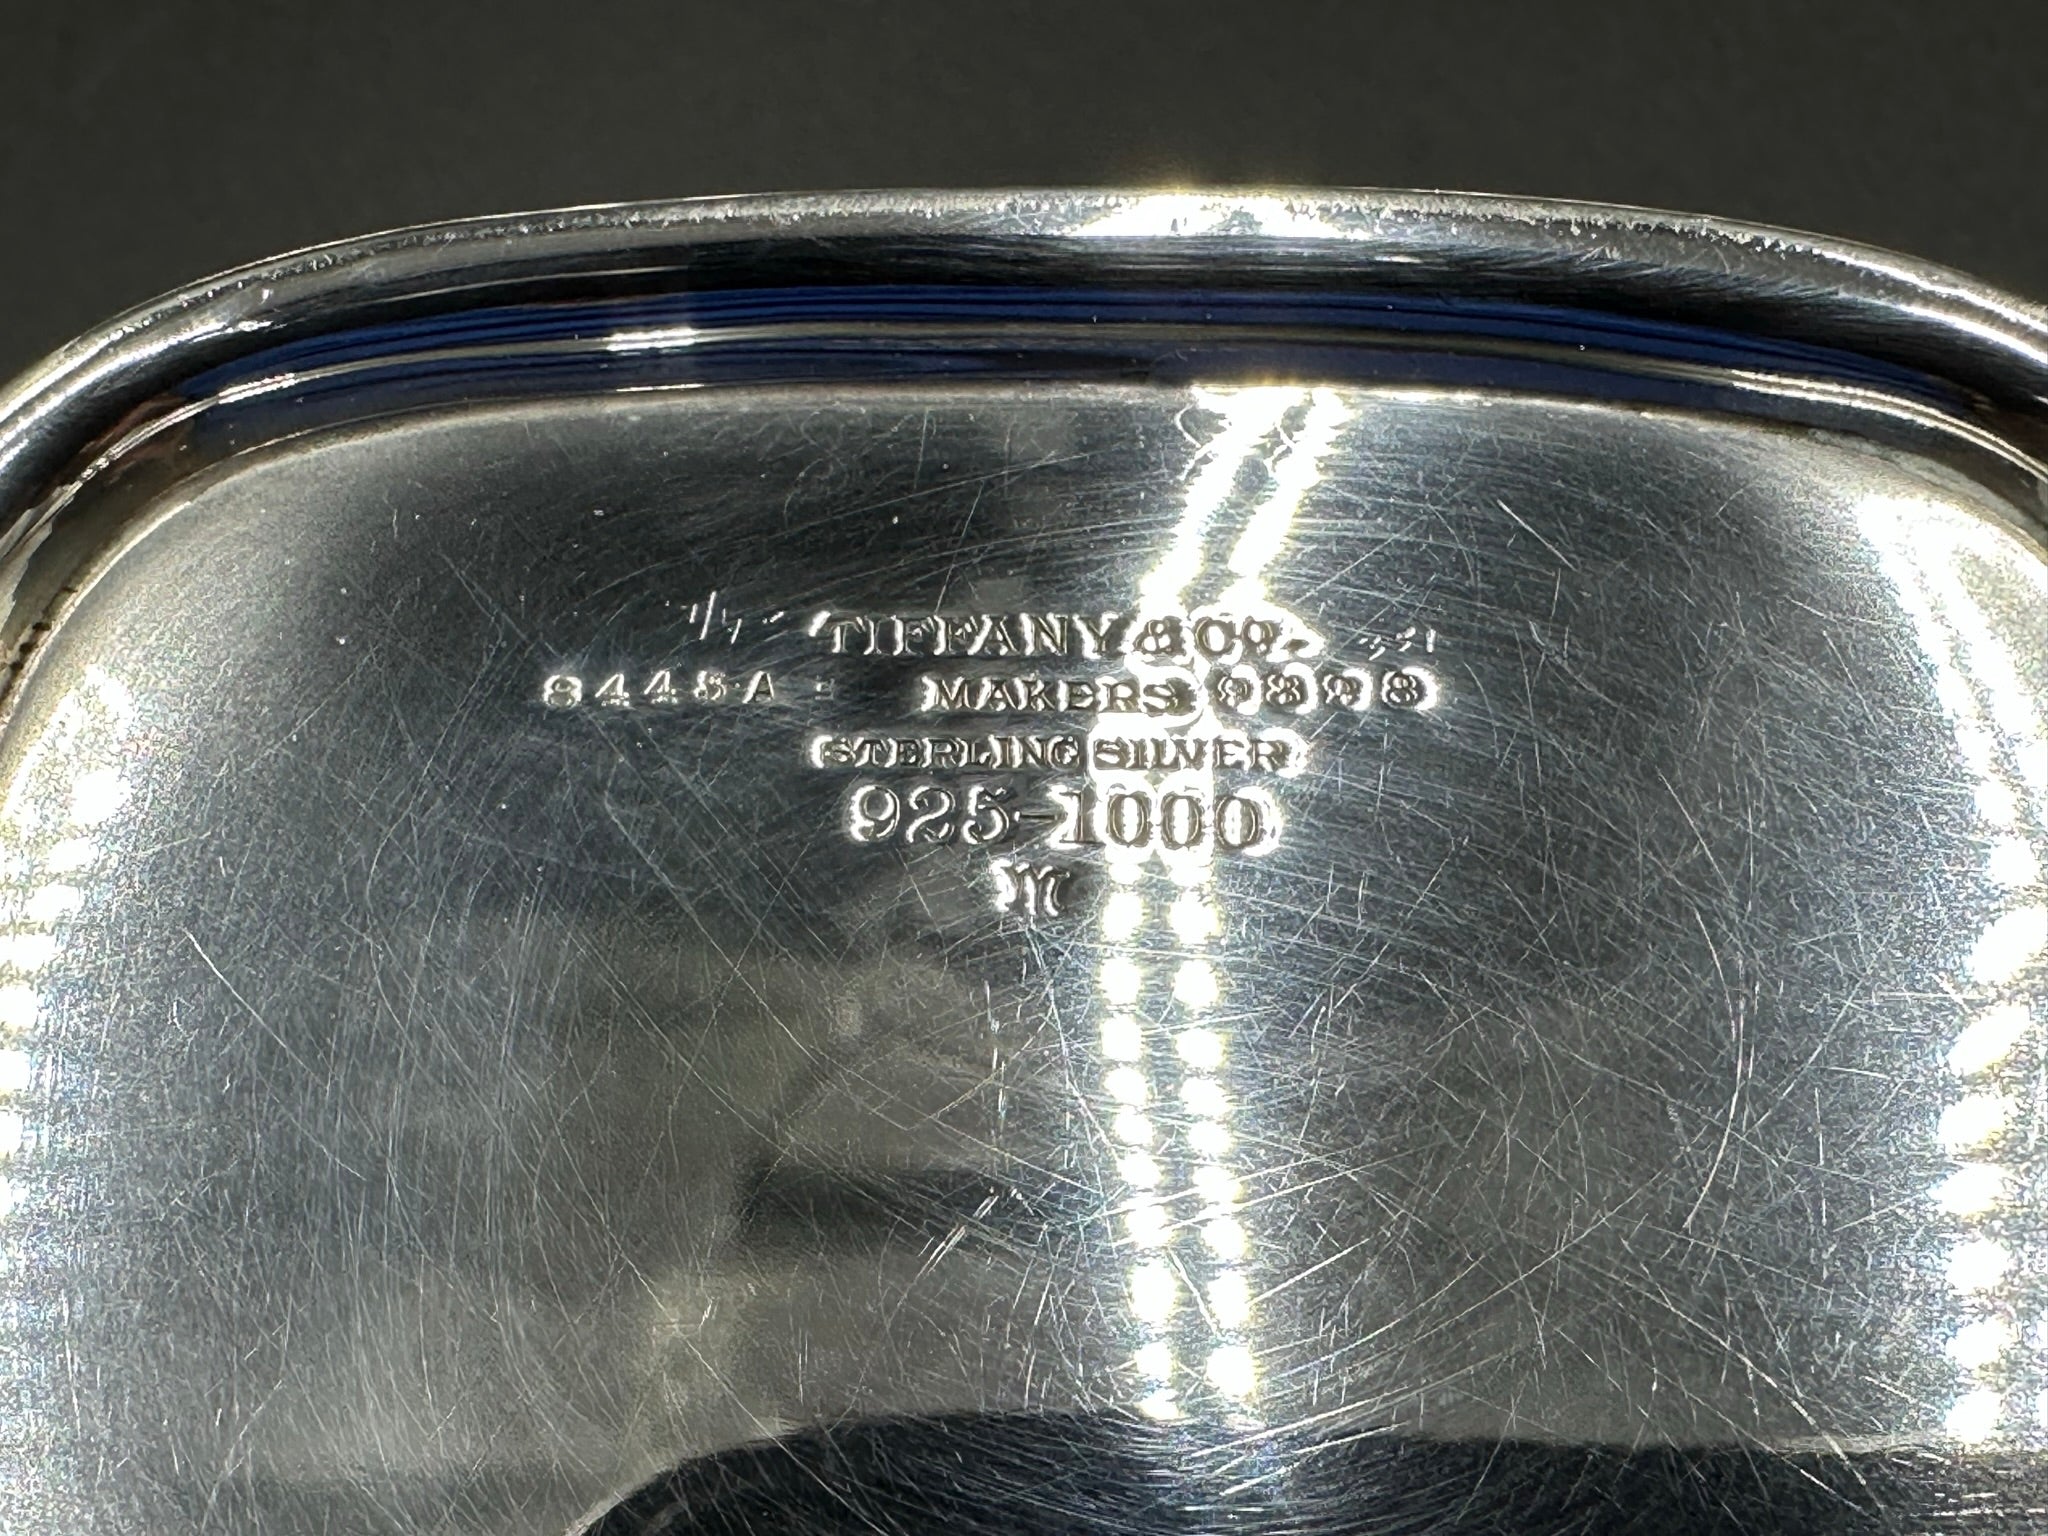 TIFFANY & CO.
8445A MAKERS 9898
STERLING SILVER
925-1000
M